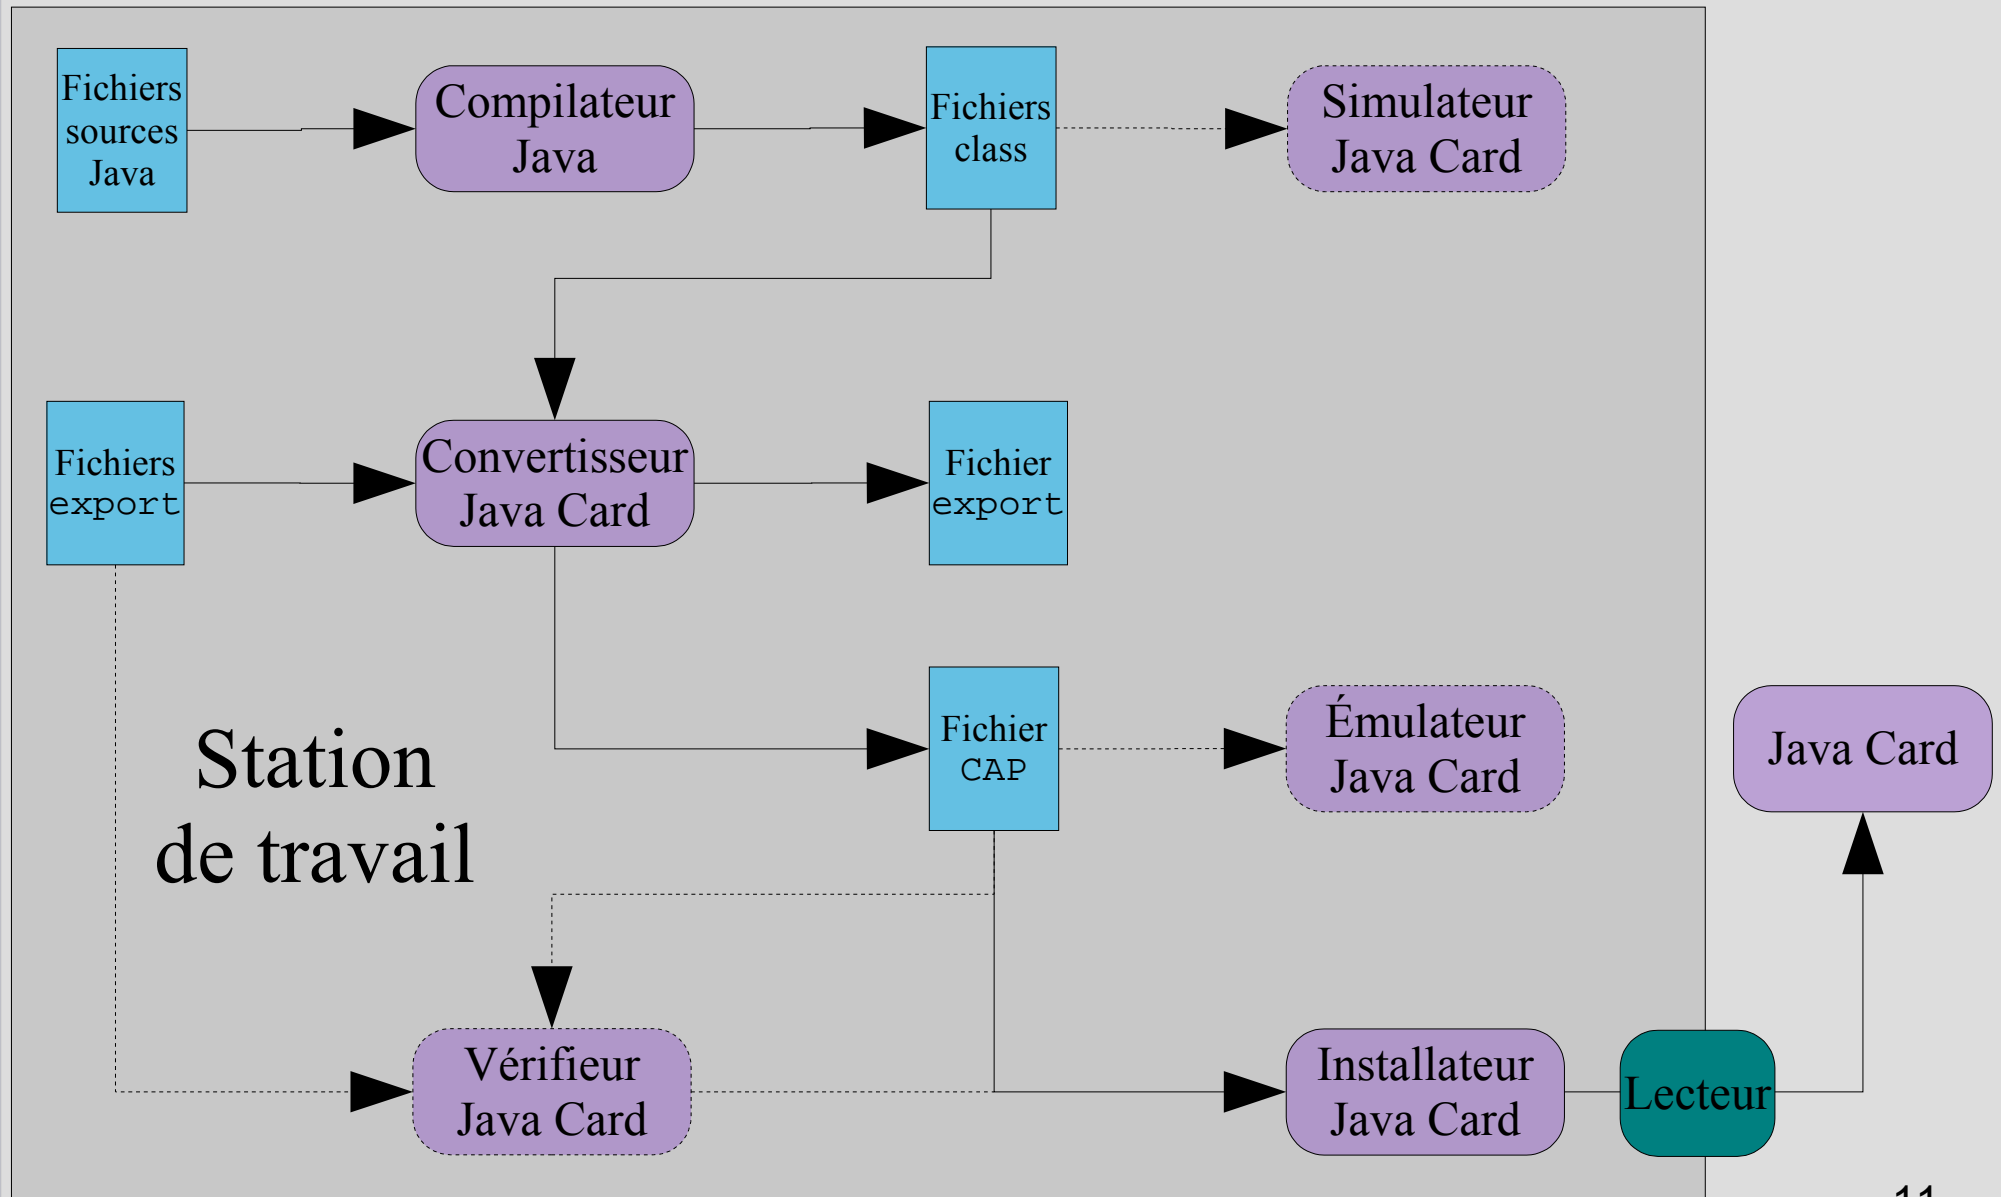 Fichiers
sources
Java
Compilateur
Java
Fichiers
class
Simulateur
Java Card
Fichiers
export
Convertisseur
Java Card
Fichier
export
Station
de travail
Fichier
CAP
Émulateur
Java Card
Java Card
Vérifieur
Java Card
Installateur
Java Card
Lecteur
11